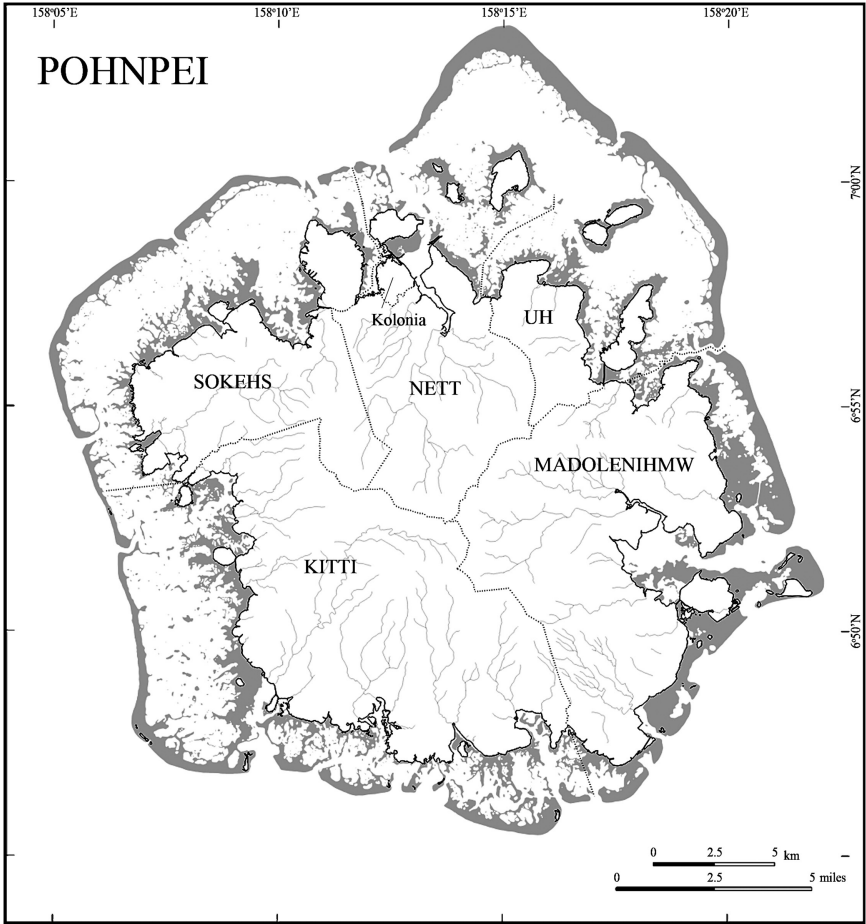 158°05'E
158°10'E
158°15'E
158°20'E
POHNPEI
7°00'N
Kolonia
UH
SOKEHS
NETT
6°55'N
MADOLENIHMW
KITTI
6°50'N
0 2.5 5 km
0 2.5 5 miles